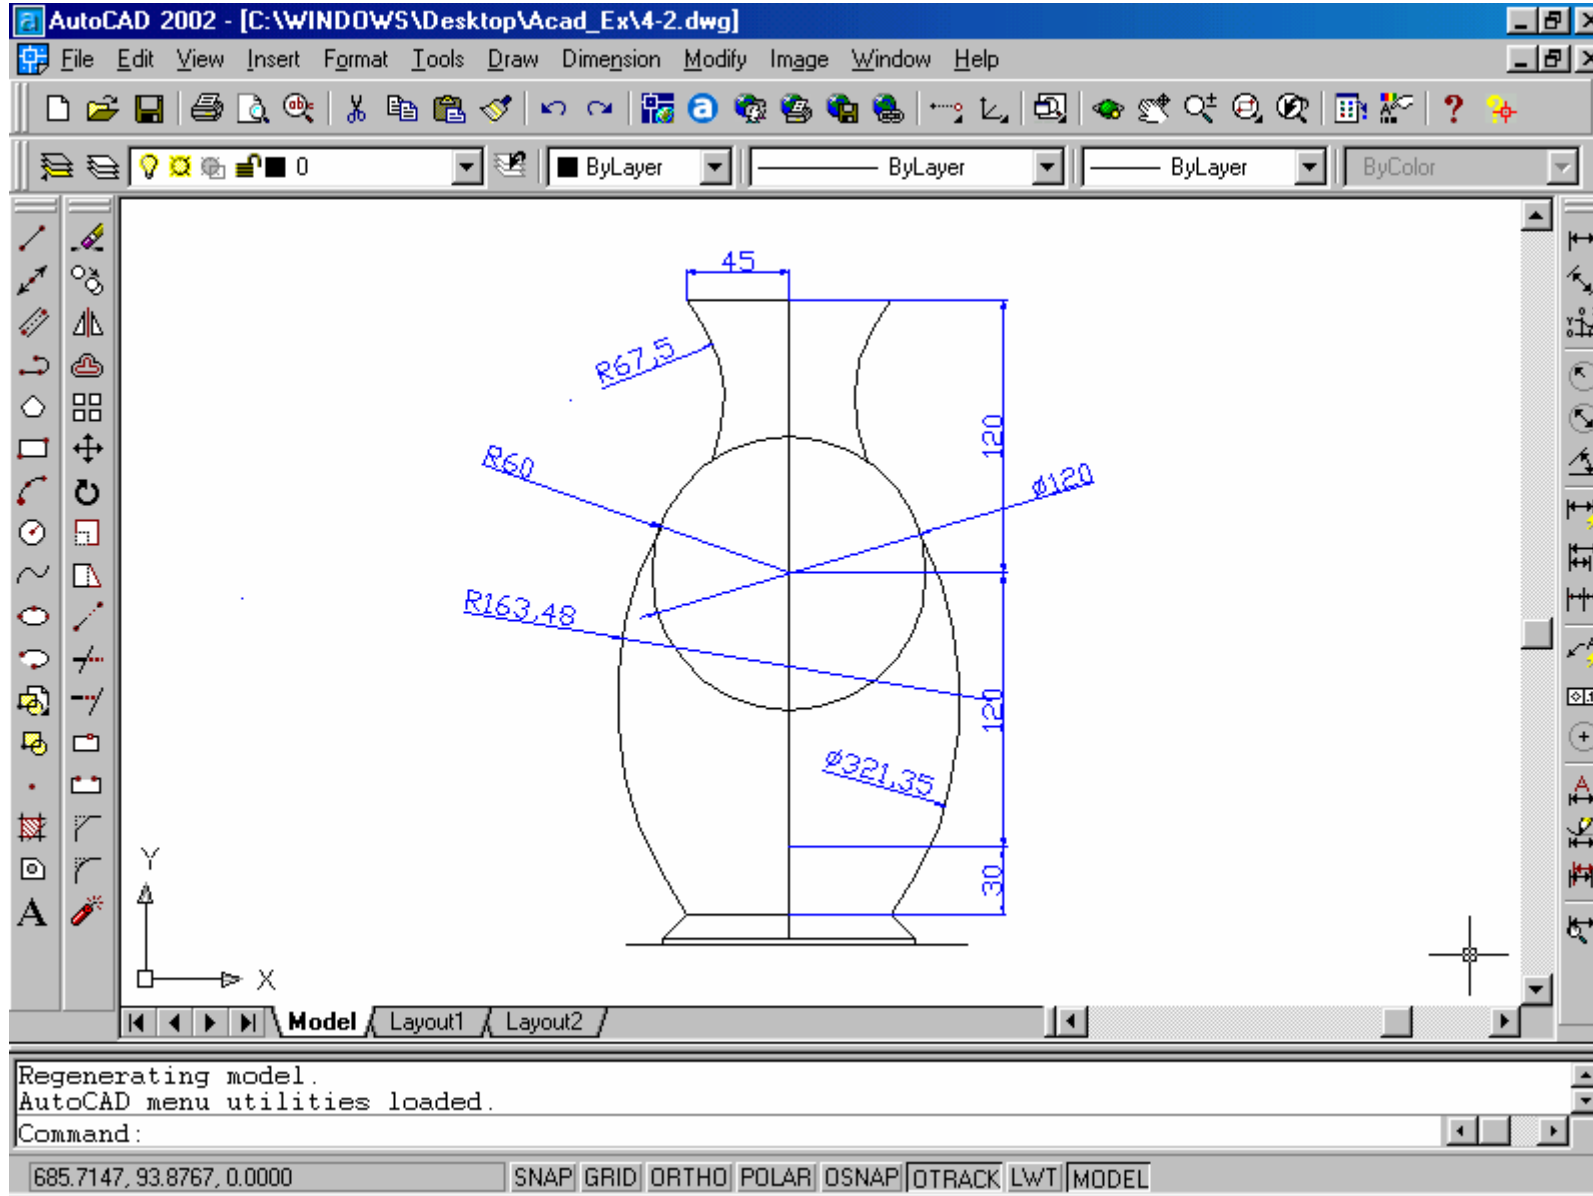 AutoCAD 2002 - [C:\WINDOWS\Desktop\Acad_Ex\4-2.dwg]
File Edit View Insert Format Tools Draw Dimension Modify Image Window Help
0 ByLayer ByLayer ByLayer ByColor
45
R67,5
120
R60
Ø120
R163,48
120
Ø321,35
30
Y
X
A
Model Layout1 Layout2
Regenerating model.
AutoCAD menu utilities loaded.
Command:
685.7147, 93.8767, 0.0000 SNAP GRID ORTHO POLAR OSNAP OTRACK LWT MODEL